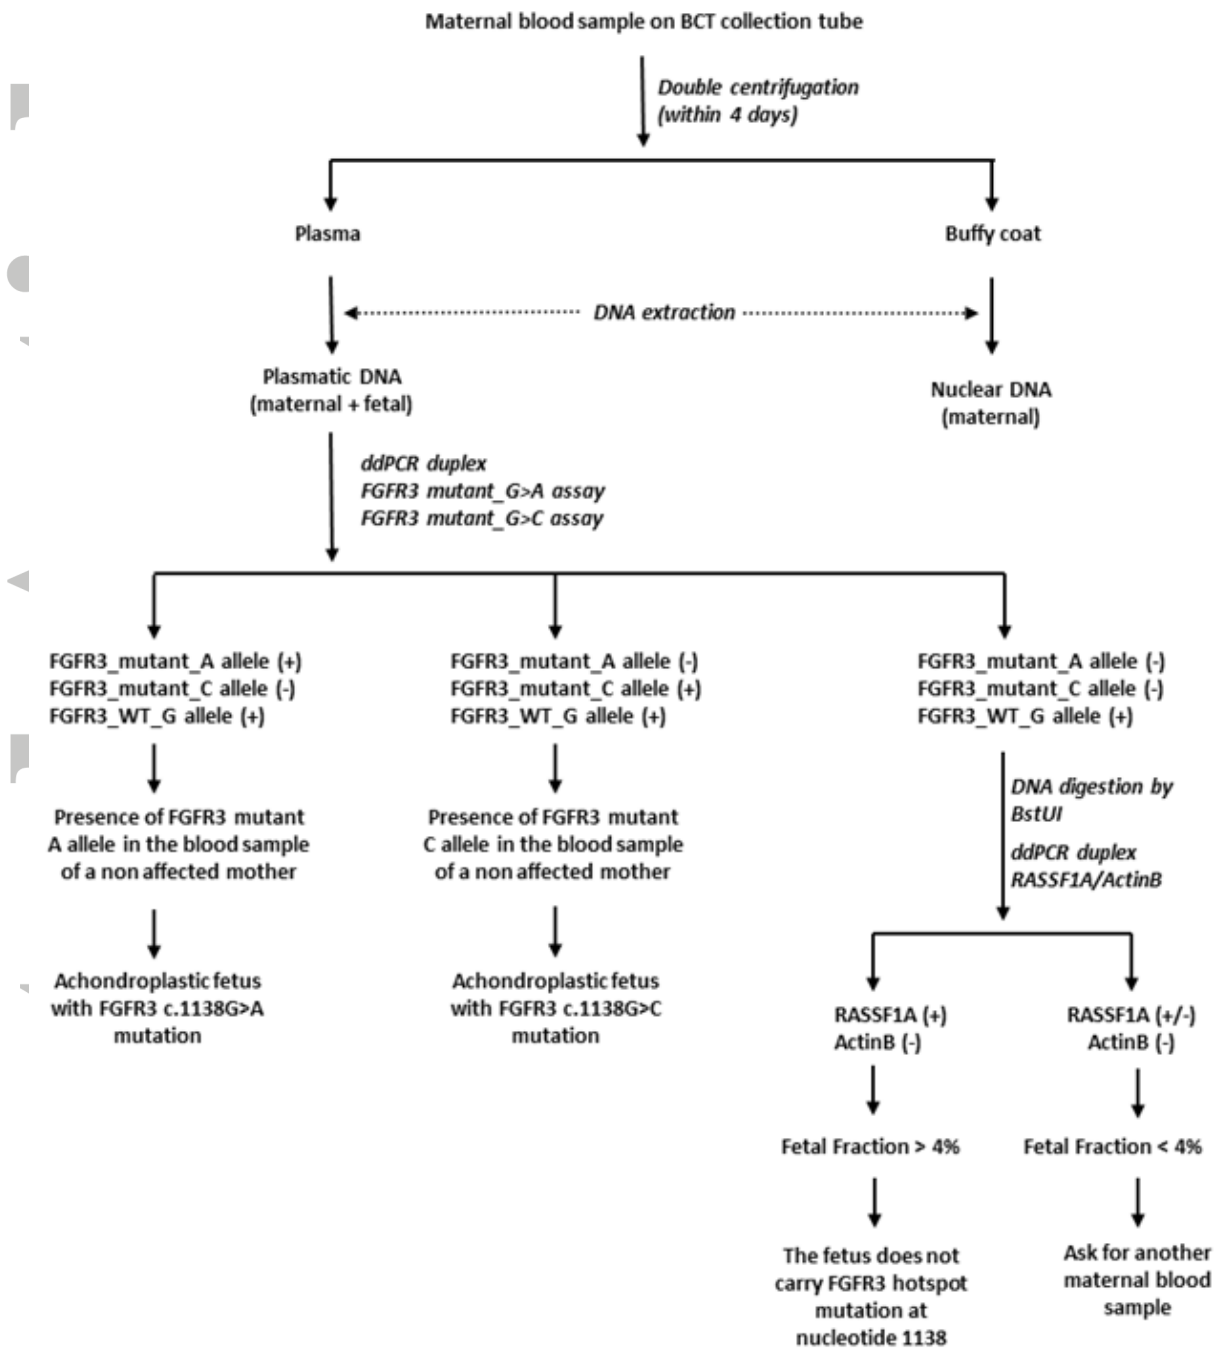 Maternal blood sample on BCT collection tube
Double centrifugation
(within 4 days)
Plasma
Buffy coat
DNA extraction
Plasmatic DNA
(maternal + fetal)
Nuclear DNA
(maternal)
ddPCR duplex
FGFR3 mutant_G>A assay
FGFR3 mutant_G>C assay
FGFR3_mutant_A allele (+)
FGFR3_mutant_C allele (-)
FGFR3_WT_G allele (+)
FGFR3_mutant_A allele (-)
FGFR3_mutant_C allele (+)
FGFR3_WT_G allele (+)
FGFR3_mutant_A allele (-)
FGFR3_mutant_C allele (-)
FGFR3_WT_G allele (+)
Presence of FGFR3 mutant
A allele in the blood sample
of a non affected mother
Presence of FGFR3 mutant
C allele in the blood sample
of a non affected mother
DNA digestion by
BstUI
ddPCR duplex
RASSF1A/ActinB
Achondroplastic fetus
with FGFR3 c.1138G>A
mutation
Achondroplastic fetus
with FGFR3 c.1138G>C
mutation
RASSF1A (+)
ActinB (-)
RASSF1A (+/-)
ActinB (-)
Fetal Fraction > 4%
Fetal Fraction < 4%
The fetus does not
carry FGFR3 hotspot
mutation at
nucleotide 1138
Ask for another
maternal blood
sample